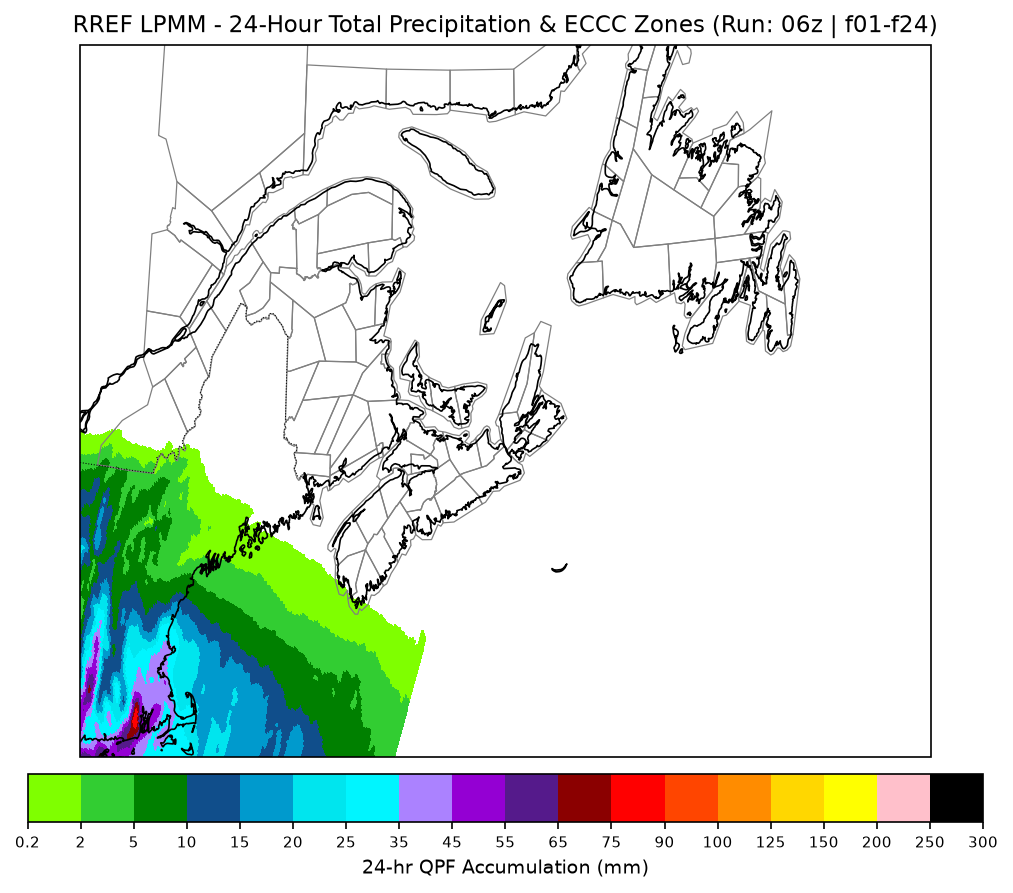 RREF LPMM - 24-Hour Total Precipitation & ECCC Zones (Run: 06z | f01-f24)
0.2 2 5 10 15 20 25 35 45 55 65 75 90 100 125 150 200 250 300
24-hr QPF Accumulation (mm)